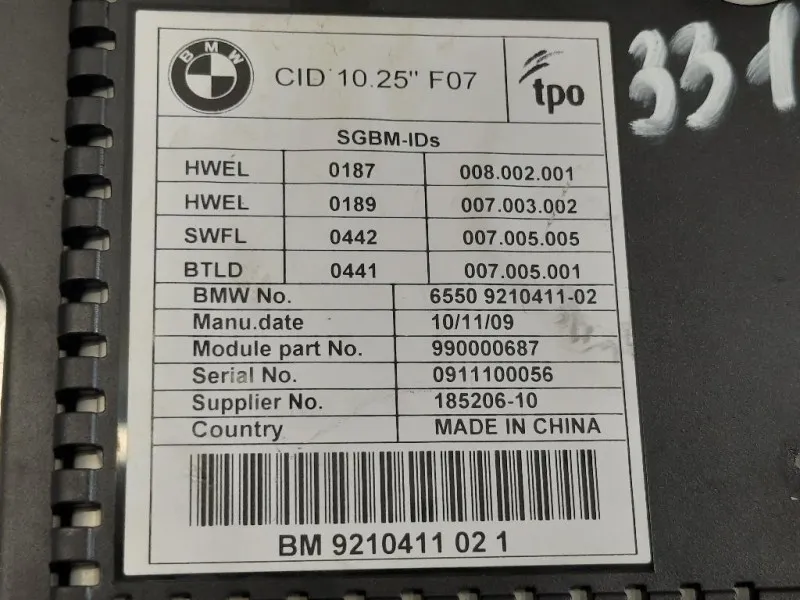 BMW
CID 10.25" F07
tpo
331
SGBM-IDs
HWEL 0187 008.002.001
HWEL 0189 007.003.002
SWFL 0442 007.005.005
BTLD 0441 007.005.001
BMW No. 6550 9210411-02
Manu.date 10/11/09
Module part No. 990000687
Serial No. 0911100056
Supplier No. 185206-10
Country MADE IN CHINA
BM 9210411 02 1